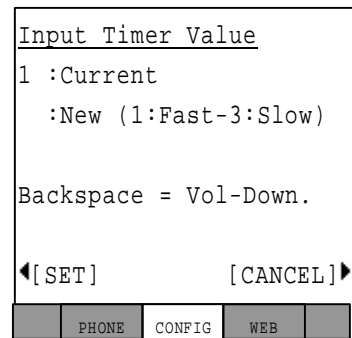 Input Timer Value
1 :Current
:New (1:Fast-3:Slow)
Backspace = Vol-Down.
[SET] [CANCEL]
PHONE CONFIG WEB